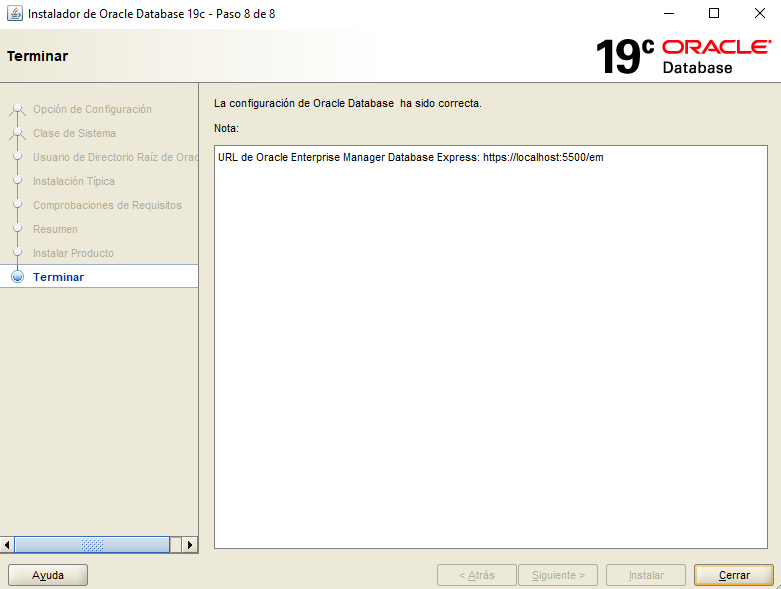 Instalador de Oracle Database 19c - Paso 8 de 8
Terminar
19c ORACLE
Database
Opción de Configuración
Clase de Sistema
Usuario de Directorio Raíz de Orac
Instalación Típica
Comprobaciones de Requisitos
Resumen
Instalar Producto
Terminar
La configuración de Oracle Database  ha sido correcta.
Nota:
URL de Oracle Enterprise Manager Database Express: https://localhost:5500/em
Ayuda
< Atrás
Siguiente >
Instalar
Cerrar